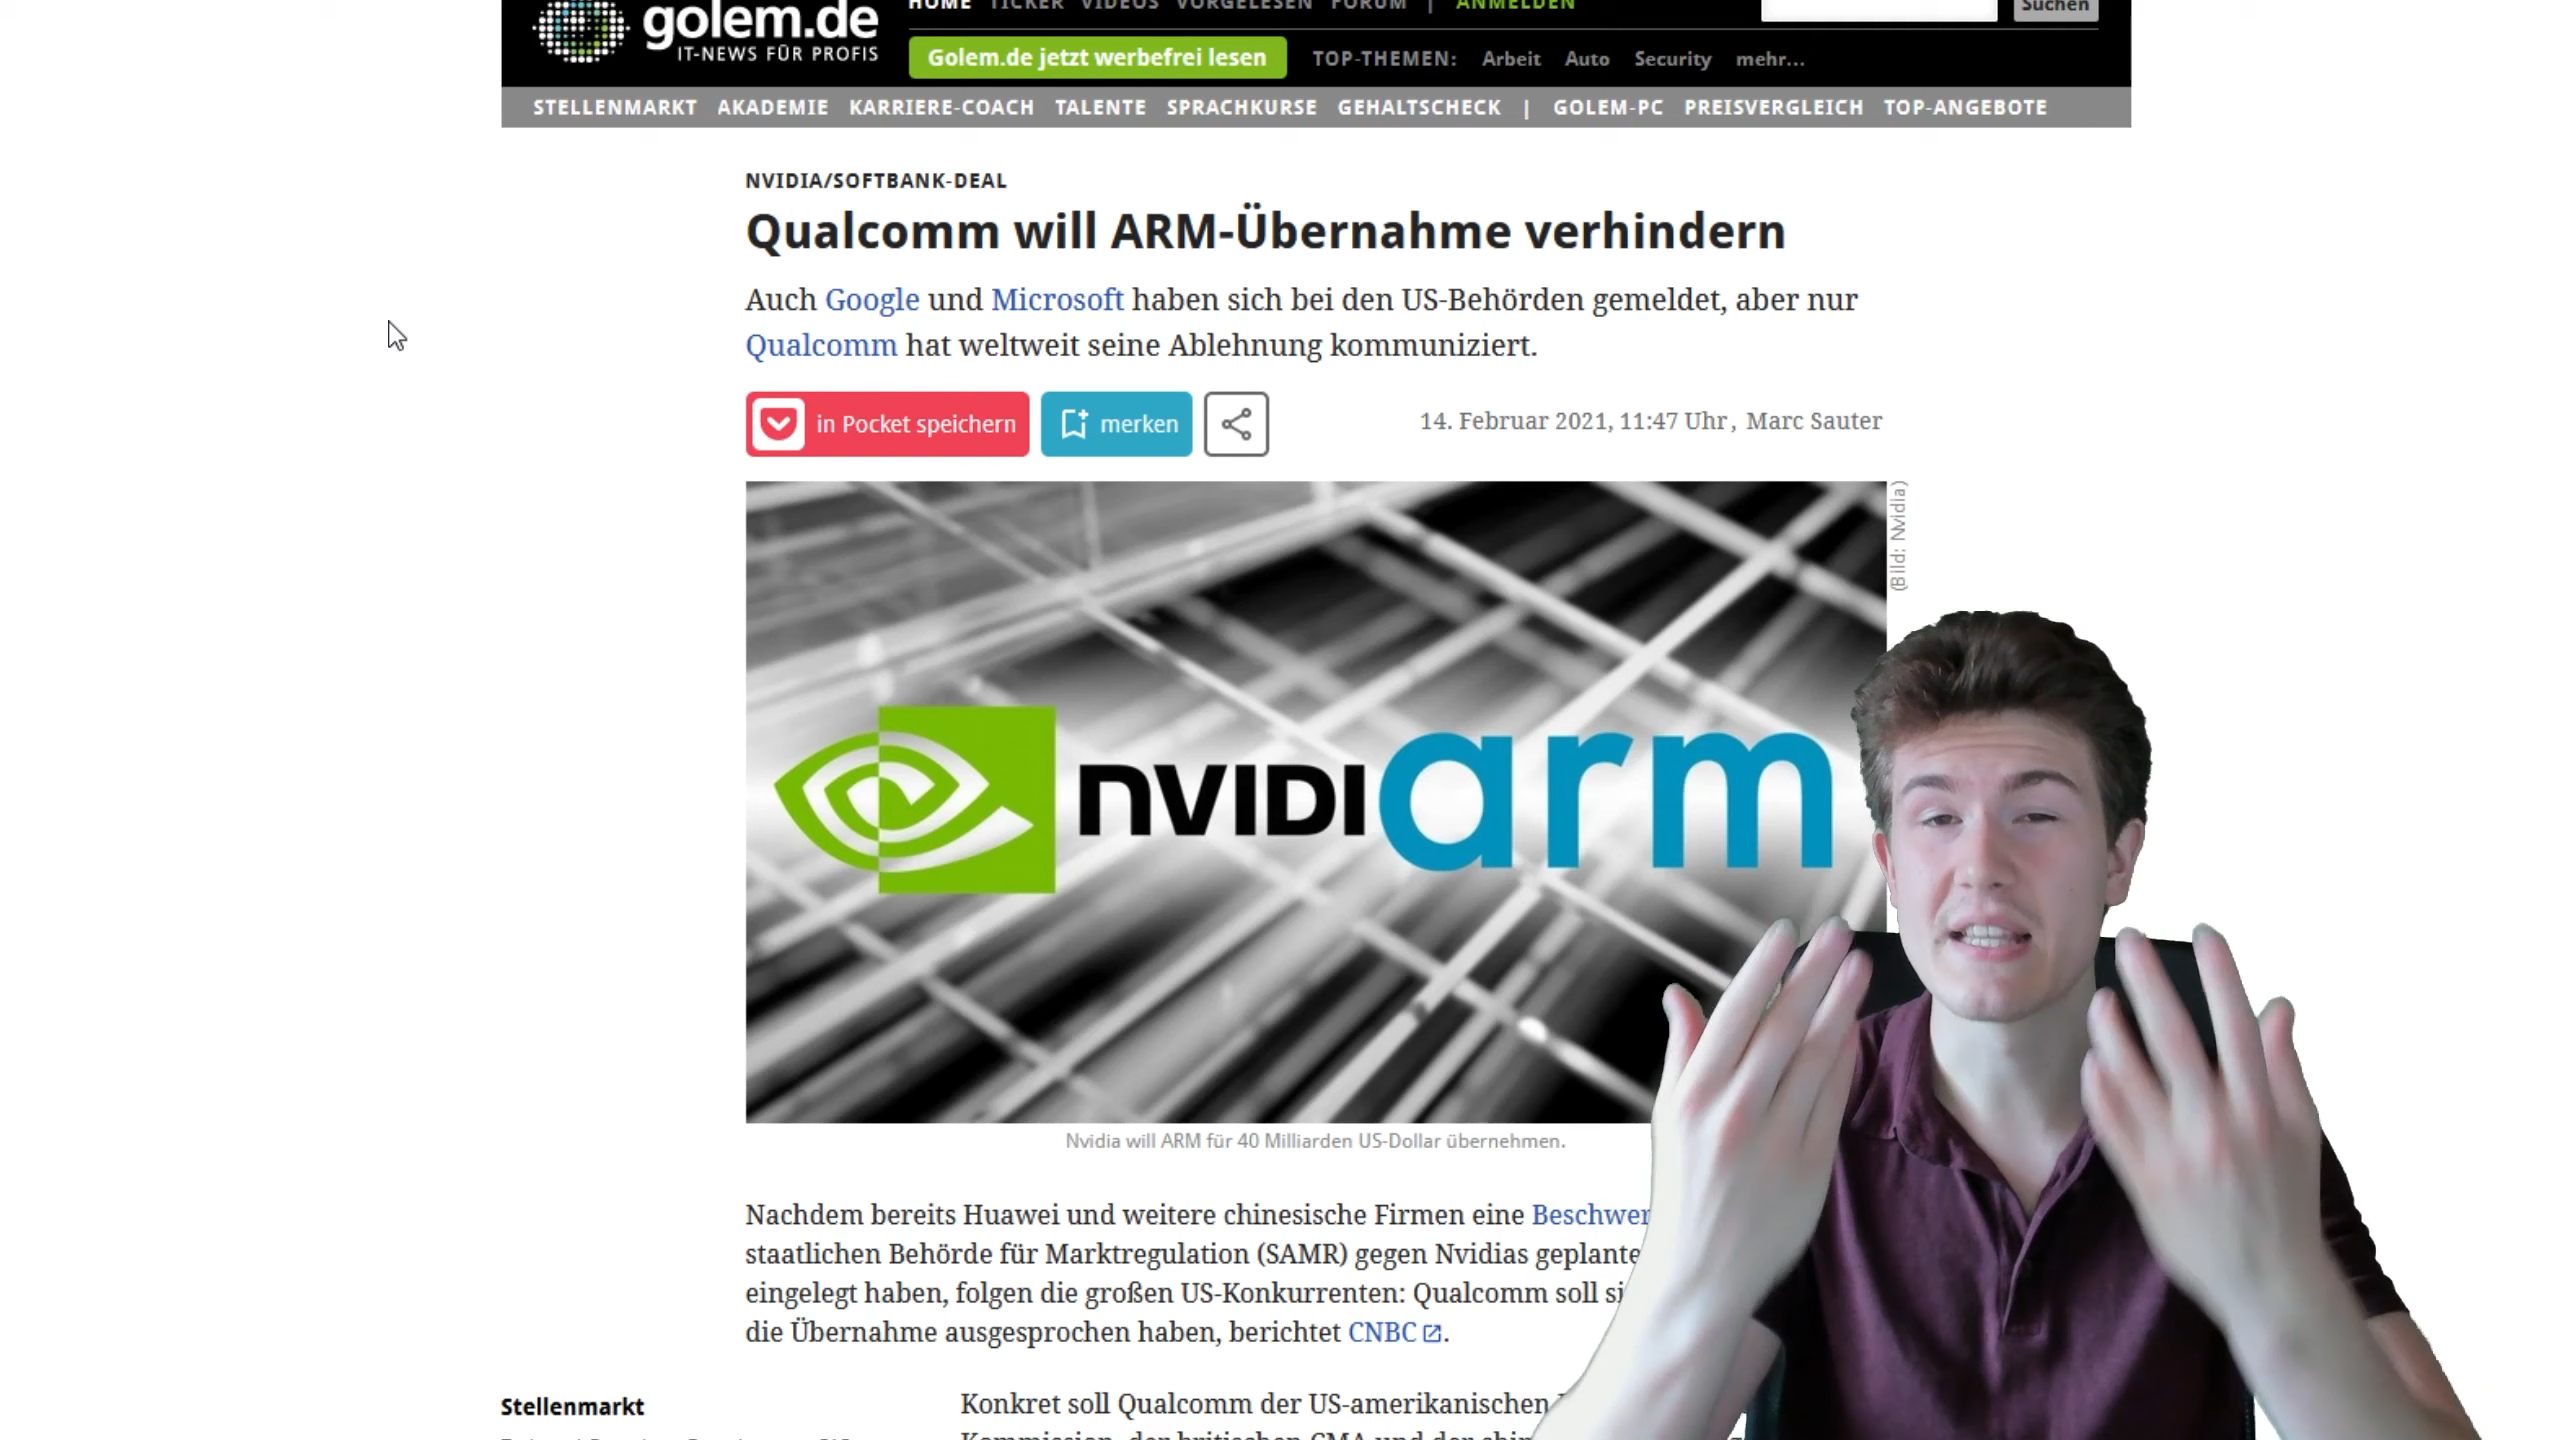 golem.de
IT-NEWS FÜR PROFIS
HOME TICKER VIDEOS VORGELESEN FORUM | ANMELDEN
Suchen
Golem.de jetzt werbefrei lesen
TOP-THEMEN: Arbeit Auto Security mehr...
STELLENMARKT AKADEMIE KARRIERE-COACH TALENTE SPRACHKURSE GEHALTSCHECK | GOLEM-PC PREISVERGLEICH TOP-ANGEBOTE
NVIDIA/SOFTBANK-DEAL
Qualcomm will ARM-Übernahme verhindern
Auch Google und Microsoft haben sich bei den US-Behörden gemeldet, aber nur
Qualcomm hat weltweit seine Ablehnung kommuniziert.
in Pocket speichern
merken
14. Februar 2021, 11:47 Uhr, Marc Sauter
(Bild: Nvidia)
NVIDI
arm
Nvidia will ARM für 40 Milliarden US-Dollar übernehmen.
Nachdem bereits Huawei und weitere chinesische Firmen eine
staatlichen Behörde für Marktregulation (SAMR) gegen Nvidias
eingelegt haben, folgen die großen US-Konkurrenten: Qualcomm soll
die Übernahme ausgesprochen haben, berichtet CNBC.
Stellenmarkt
Konkret soll Qualcomm der US-amerikanischen